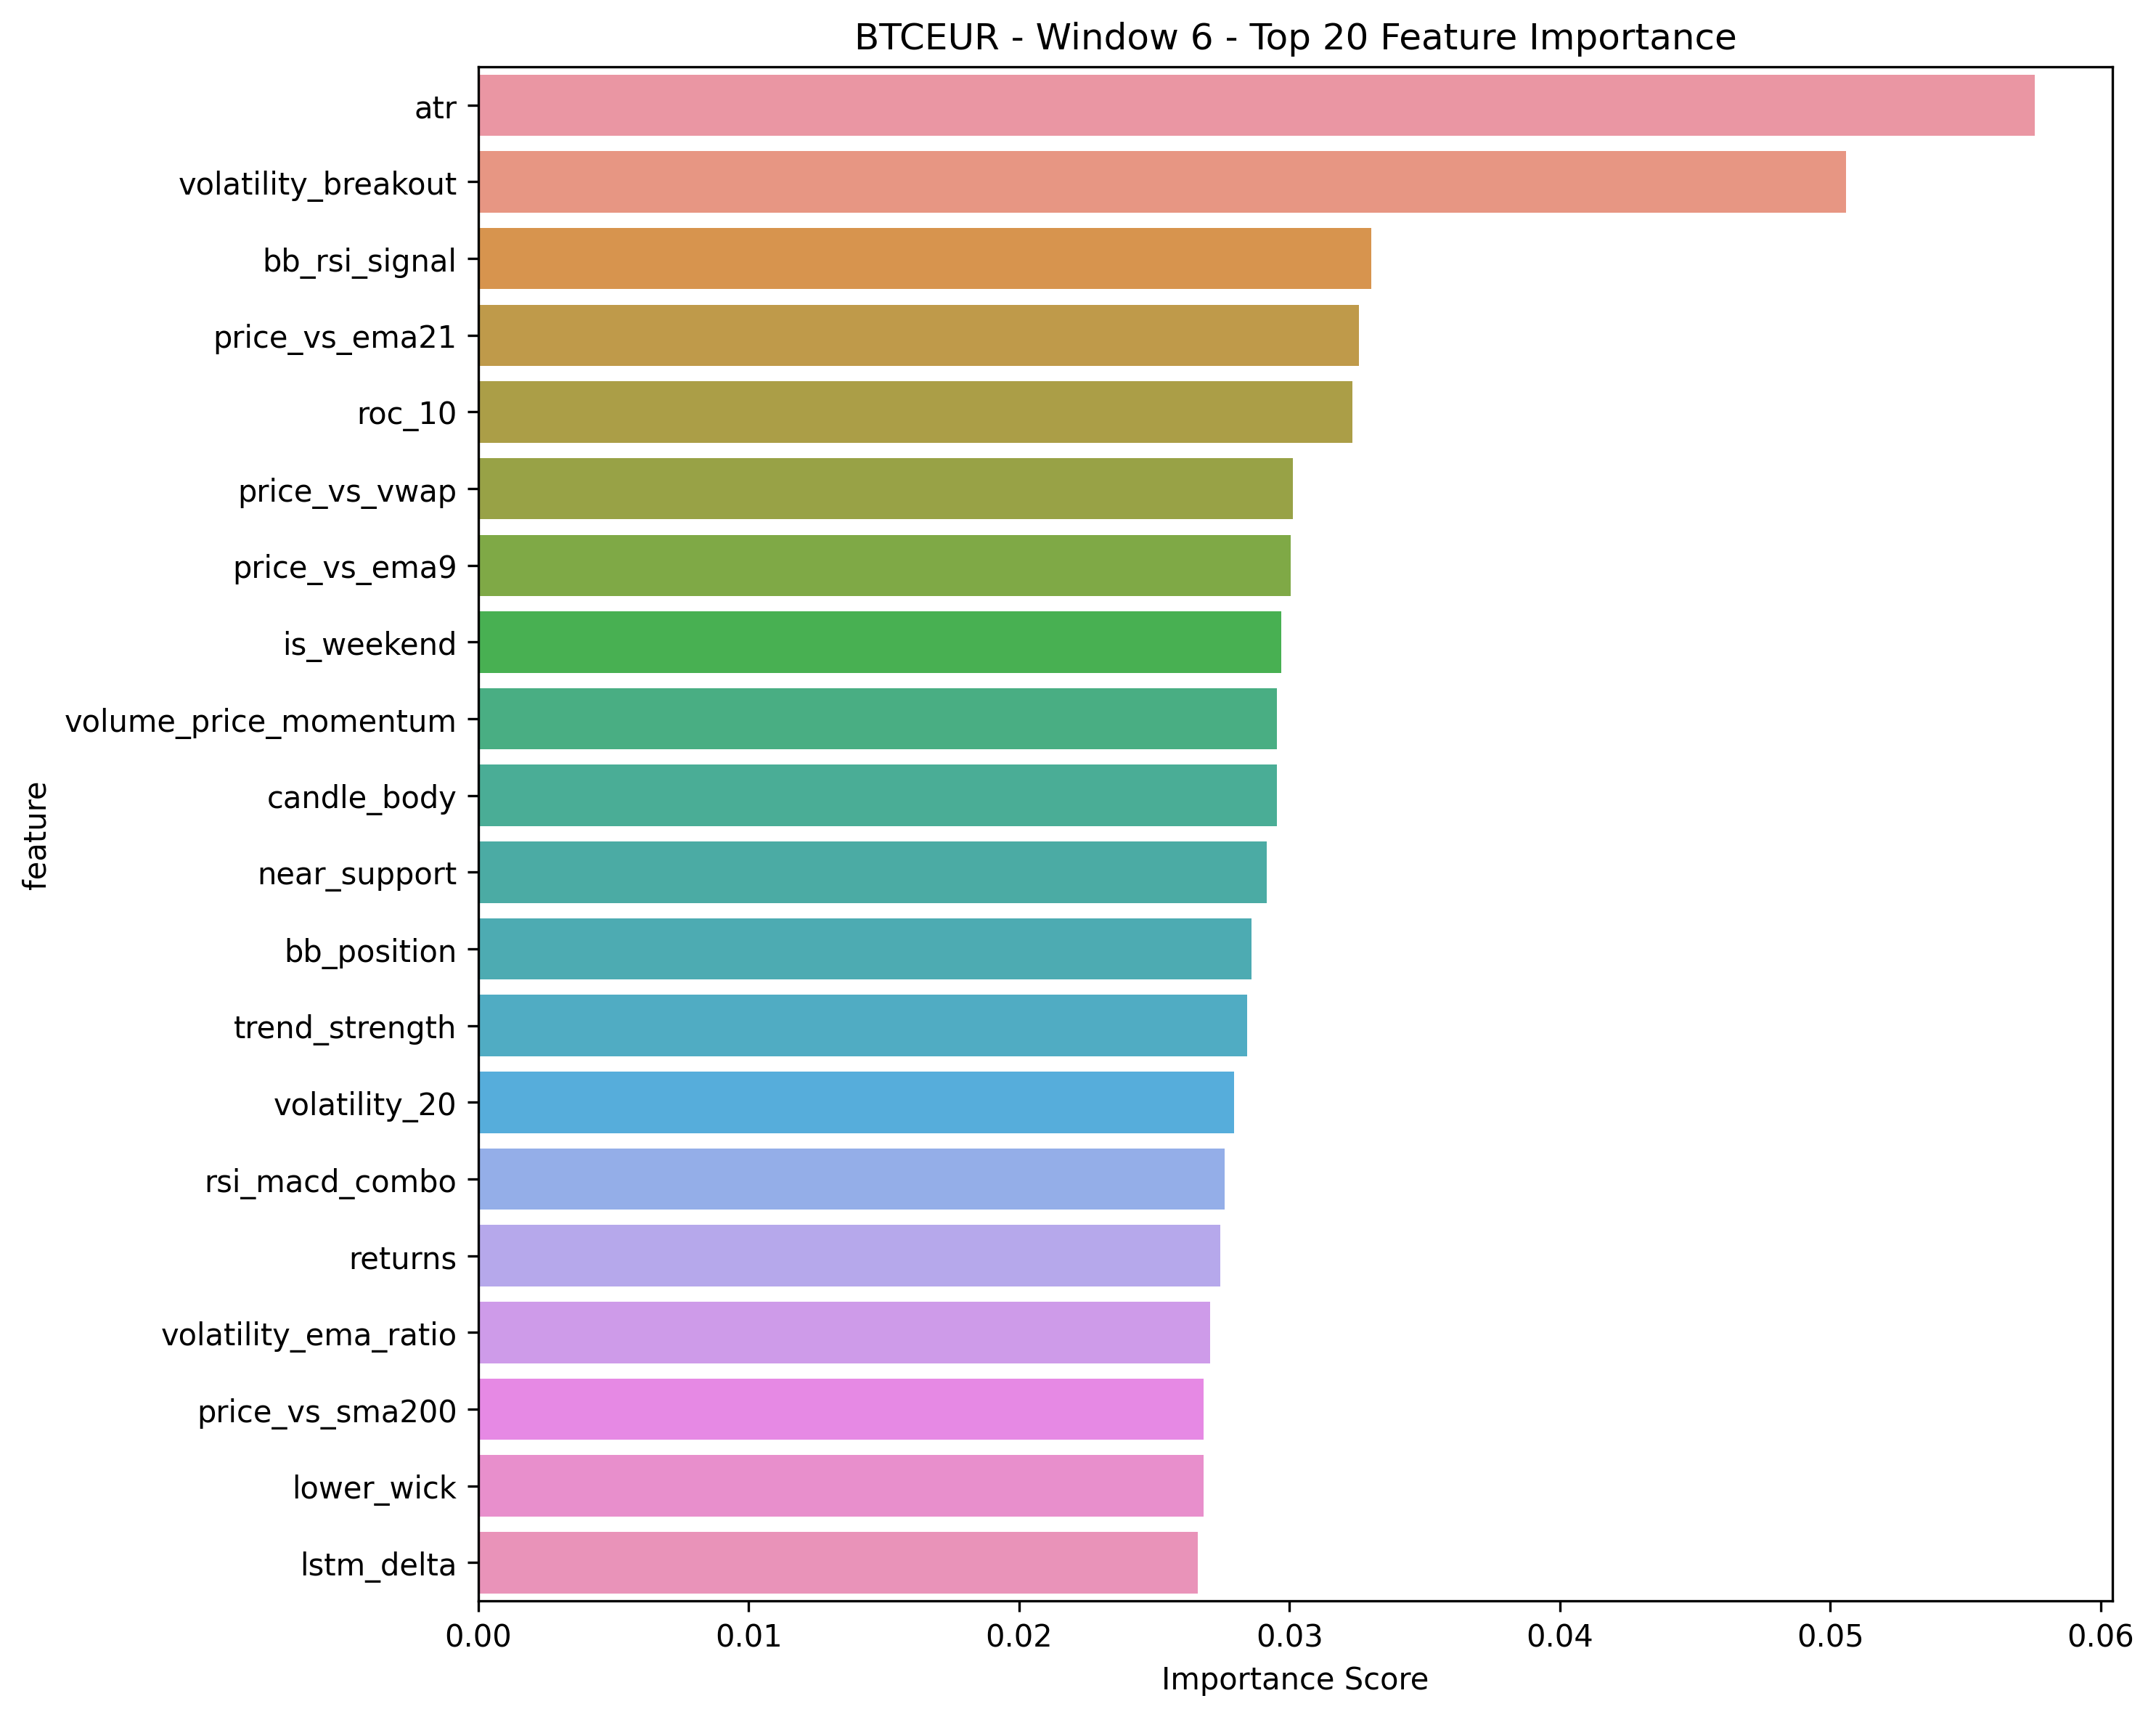 BTCEUR - Window 6 - Top 20 Feature Importance
atr
volatility_breakout
bb_rsi_signal
price_vs_ema21
roc_10
price_vs_vwap
price_vs_ema9
is_weekend
volume_price_momentum
candle_body
near_support
bb_position
trend_strength
volatility_20
rsi_macd_combo
returns
volatility_ema_ratio
price_vs_sma200
lower_wick
lstm_delta
feature
0.00 0.01 0.02 0.03 0.04 0.05 0.06
Importance Score